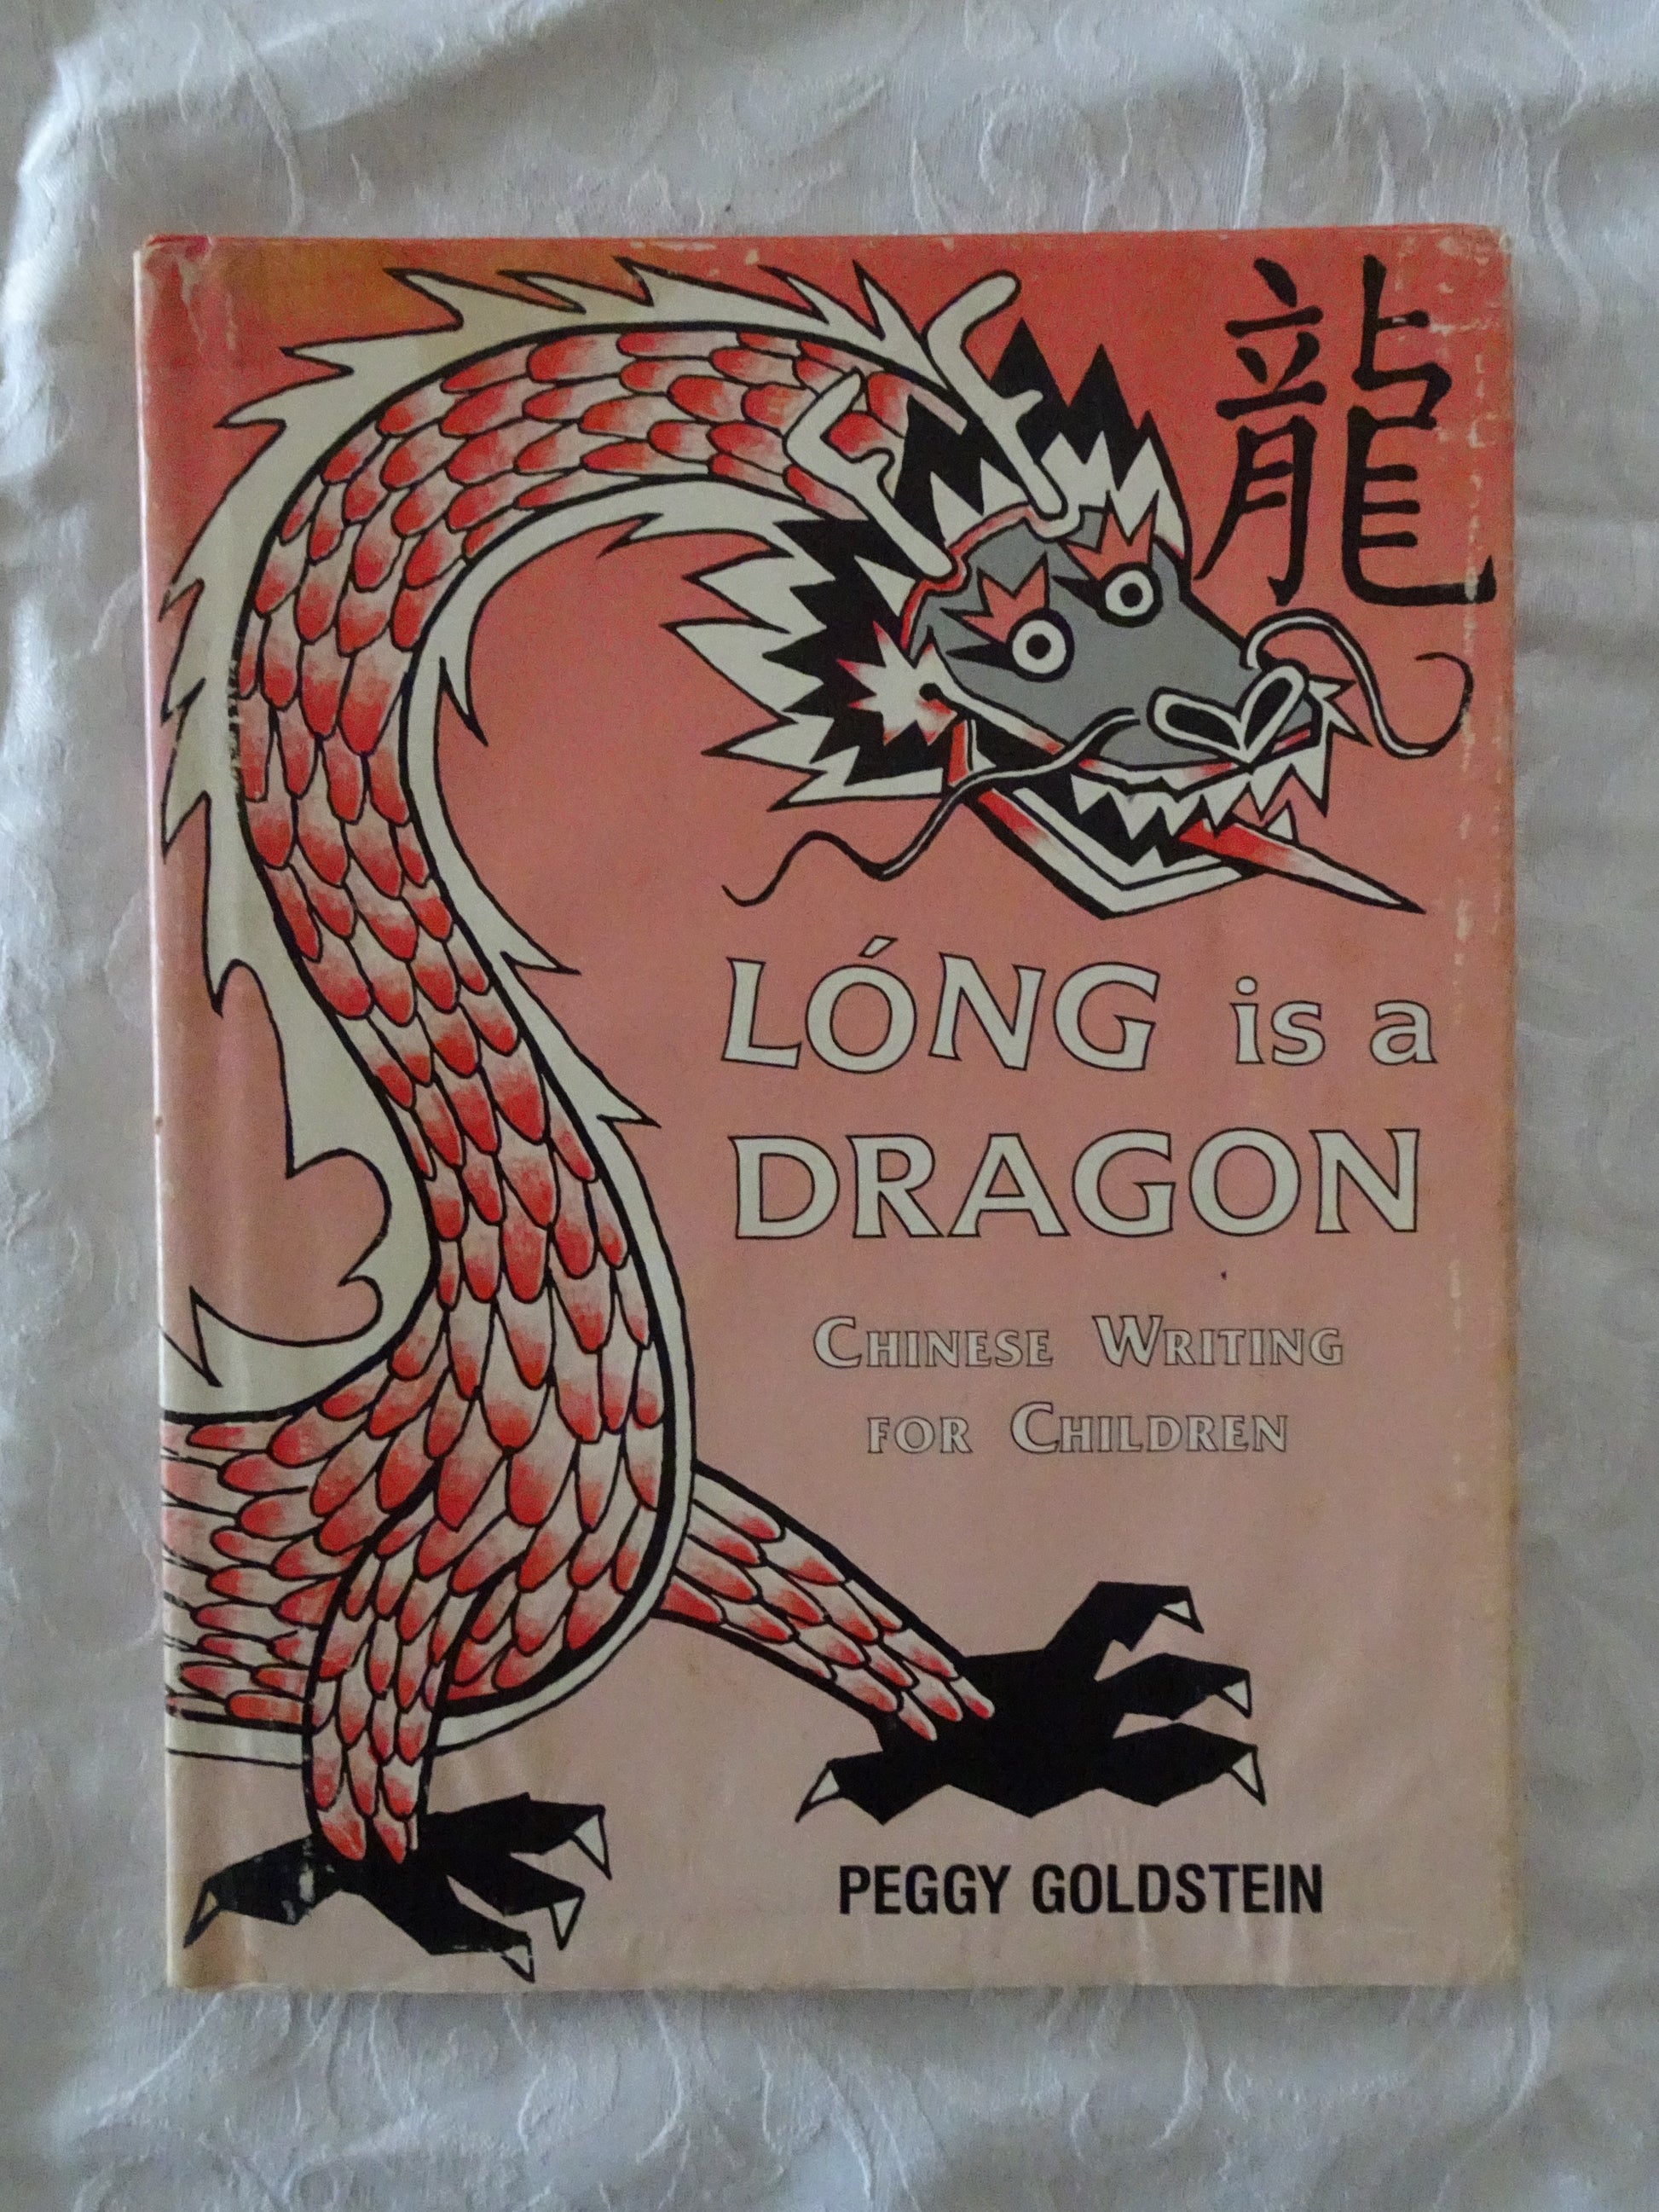 龍
LÓNG is a
DRAGON
CHINESE WRITING
FOR CHILDREN
PEGGY GOLDSTEIN